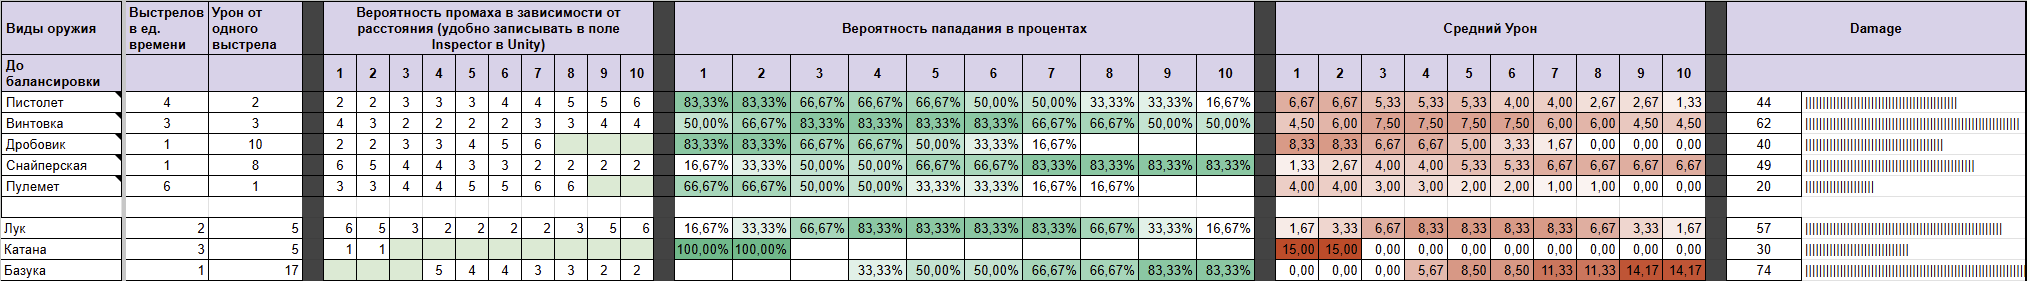 Виды оружия | Выстрелов в ед. времени | Урон от одного выстрела | Вероятность промаха в зависимости от расстояния (удобно записывать в поле Inspector в Unity) | Вероятность пападания в процентах | Средний Урон | Damage
До балансировки | 1 2 3 4 5 6 7 8 9 10 | 1 2 3 4 5 6 7 8 9 10 | 1 2 3 4 5 6 7 8 9 10
Пистолет | 4 | 2 | 2 2 3 3 3 4 4 5 5 6 | 83,33% 83,33% 66,67% 66,67% 66,67% 50,00% 50,00% 33,33% 33,33% 16,67% | 6,67 6,67 5,33 5,33 5,33 4,00 4,00 2,67 2,67 1,33 | 44
Винтовка | 3 | 3 | 4 3 2 2 2 2 3 3 4 4 | 50,00% 66,67% 83,33% 83,33% 83,33% 83,33% 66,67% 66,67% 50,00% 50,00% | 4,50 6,00 7,50 7,50 7,50 7,50 6,00 6,00 4,50 4,50 | 62
Дробовик | 1 | 10 | 2 2 3 3 4 5 6 | 83,33% 83,33% 66,67% 66,67% 50,00% 33,33% 16,67% | 8,33 8,33 6,67 6,67 5,00 3,33 1,67 0,00 0,00 0,00 | 40
Снайперская | 1 | 8 | 6 5 4 4 3 3 2 2 2 2 | 16,67% 33,33% 50,00% 50,00% 66,67% 66,67% 83,33% 83,33% 83,33% 83,33% | 1,33 2,67 4,00 4,00 5,33 5,33 6,67 6,67 6,67 6,67 | 49
Пулемет | 6 | 1 | 3 3 4 4 5 5 6 6 | 66,67% 66,67% 50,00% 50,00% 33,33% 33,33% 16,67% 16,67% | 4,00 4,00 3,00 3,00 2,00 2,00 1,00 1,00 0,00 0,00 | 20
Лук | 2 | 5 | 6 5 3 2 2 2 2 3 5 6 | 16,67% 33,33% 66,67% 83,33% 83,33% 83,33% 83,33% 66,67% 33,33% 16,67% | 1,67 3,33 6,67 8,33 8,33 8,33 8,33 6,67 3,33 1,67 | 57
Катана | 3 | 5 | 1 1 | 100,00% 100,00% | 15,00 15,00 0,00 0,00 0,00 0,00 0,00 0,00 0,00 0,00 | 30
Базука | 1 | 17 | 5 4 4 3 3 2 2 | 33,33% 50,00% 50,00% 66,67% 66,67% 83,33% 83,33% | 0,00 0,00 0,00 5,67 8,50 8,50 11,33 11,33 14,17 14,17 | 74